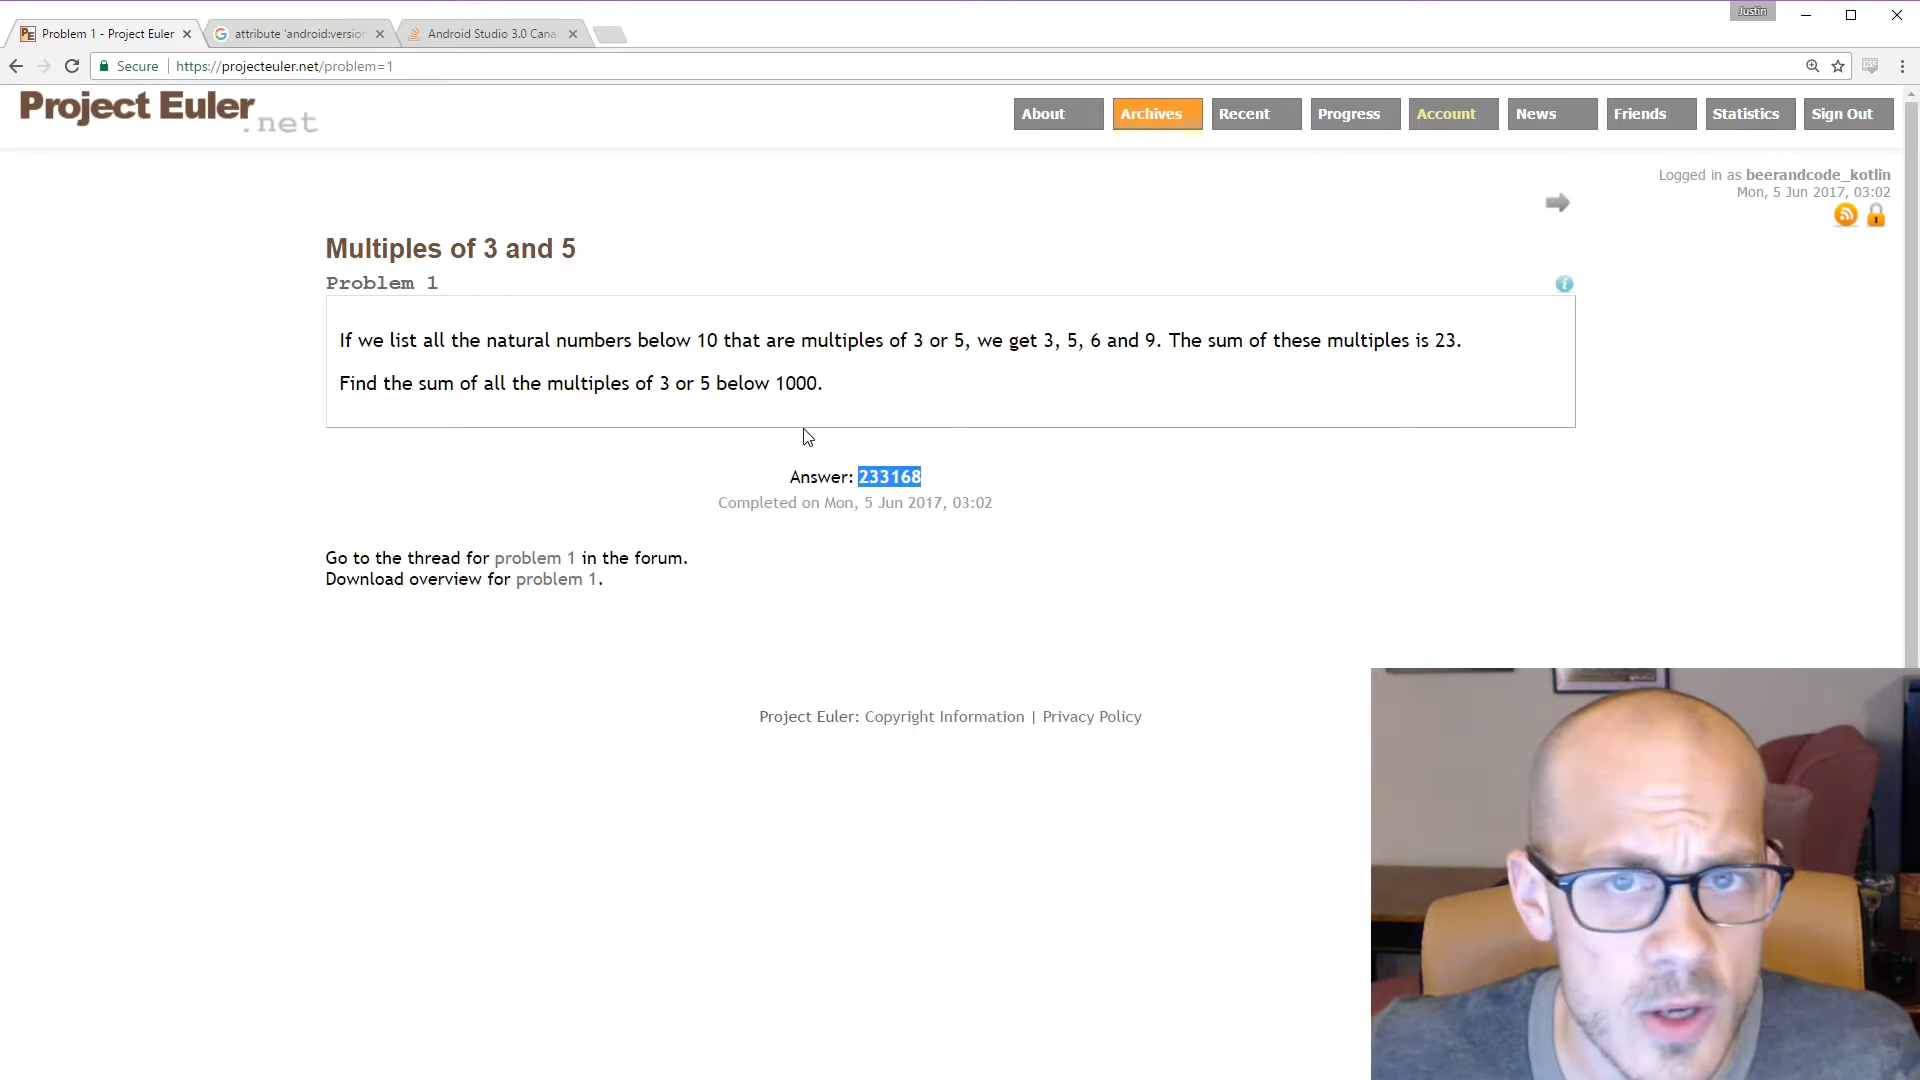 Justin
Problem 1 - Project Euler
attribute 'android:version
Android Studio 3.0 Cana
Secure
https://projecteuler.net/problem=1
Project Euler
.net
About
Archives
Recent
Progress
Account
News
Friends
Statistics
Sign Out
Logged in as beerandcode_kotlin
Mon, 5 Jun 2017, 03:02
Multiples of 3 and 5
Problem 1
If we list all the natural numbers below 10 that are multiples of 3 or 5, we get 3, 5, 6 and 9. The sum of these multiples is 23.
Find the sum of all the multiples of 3 or 5 below 1000.
Answer: 233168
Completed on Mon, 5 Jun 2017, 03:02
Go to the thread for problem 1 in the forum.
Download overview for problem 1.
Project Euler: Copyright Information | Privacy Policy